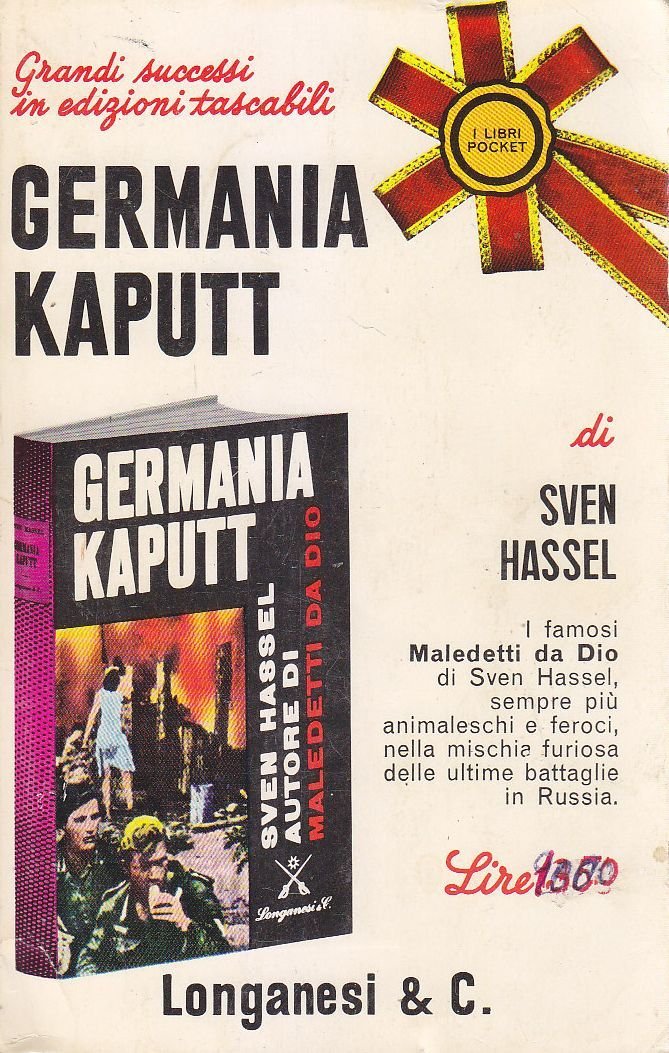 Grandi successi
in edizioni tascabili
I LIBRI
POCKET
GERMANIA
KAPUTT
GERMANIA
KAPUTT
SVEN HASSEL
AUTORE DI
MALEDETTI DA DIO
GERMANIA
KAPUTT
Longanesi & C.
di
SVEN
HASSEL
I famosi
Maledetti da Dio
di Sven Hassel,
sempre più
animaleschi e feroci,
nella mischia furiosa
delle ultime battaglie
in Russia.
Lire
Longanesi & C.